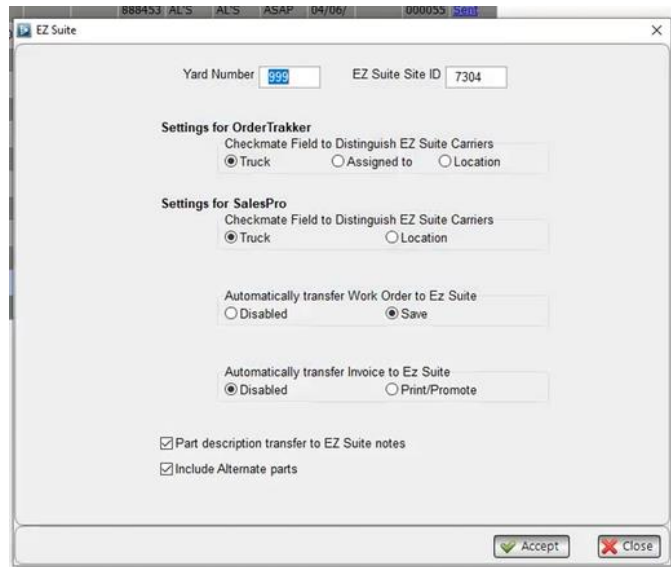 888453 AL'S AL'S ASAP 04/06/ 000055 Sent
EZ Suite
Yard Number 999 EZ Suite Site ID 7304
Settings for OrderTrakker
Checkmate Field to Distinguish EZ Suite Carriers
Truck Assigned to Location
Settings for SalesPro
Checkmate Field to Distinguish EZ Suite Carriers
Truck Location
Automatically transfer Work Order to Ez Suite
Disabled Save
Automatically transfer Invoice to Ez Suite
Disabled Print/Promote
Part description transfer to EZ Suite notes
Include Alternate parts
Accept Close